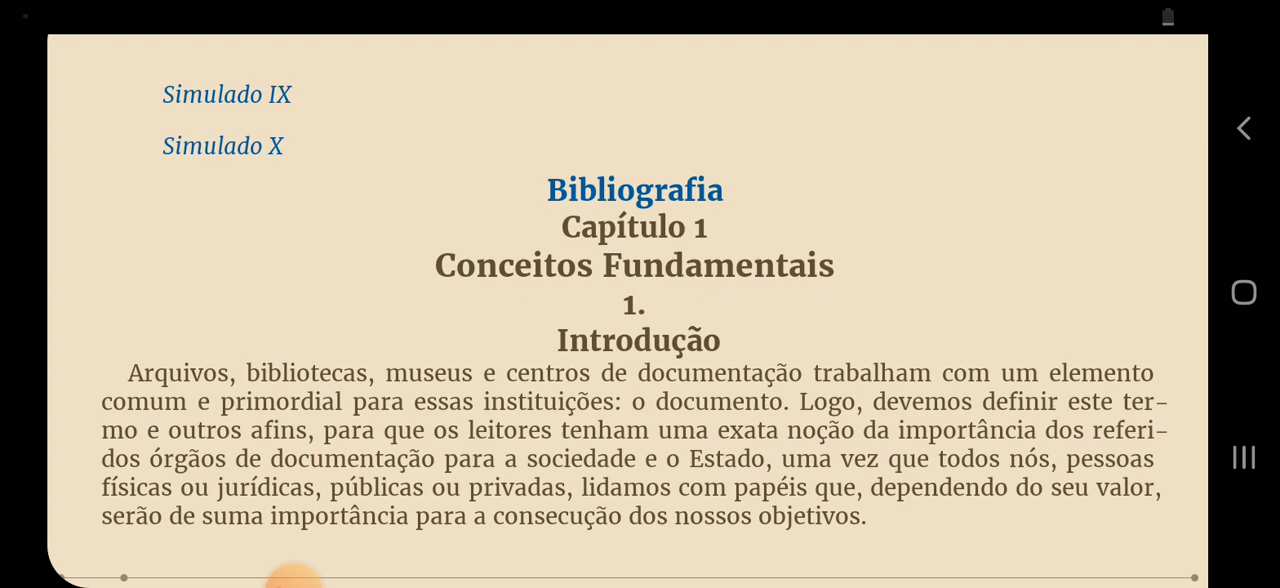 Simulado IX
Simulado X
Bibliografia
Capítulo 1
Conceitos Fundamentais
1.
Introdução
Arquivos, bibliotecas, museus e centros de documentação trabalham com um elemento
comum e primordial para essas instituições: o documento. Logo, devemos definir este ter-
mo e outros afins, para que os leitores tenham uma exata noção da importância dos referi-
dos órgãos de documentação para a sociedade e o Estado, uma vez que todos nós, pessoas
físicas ou jurídicas, públicas ou privadas, lidamos com papéis que, dependendo do seu valor,
serão de suma importância para a consecução dos nossos objetivos.